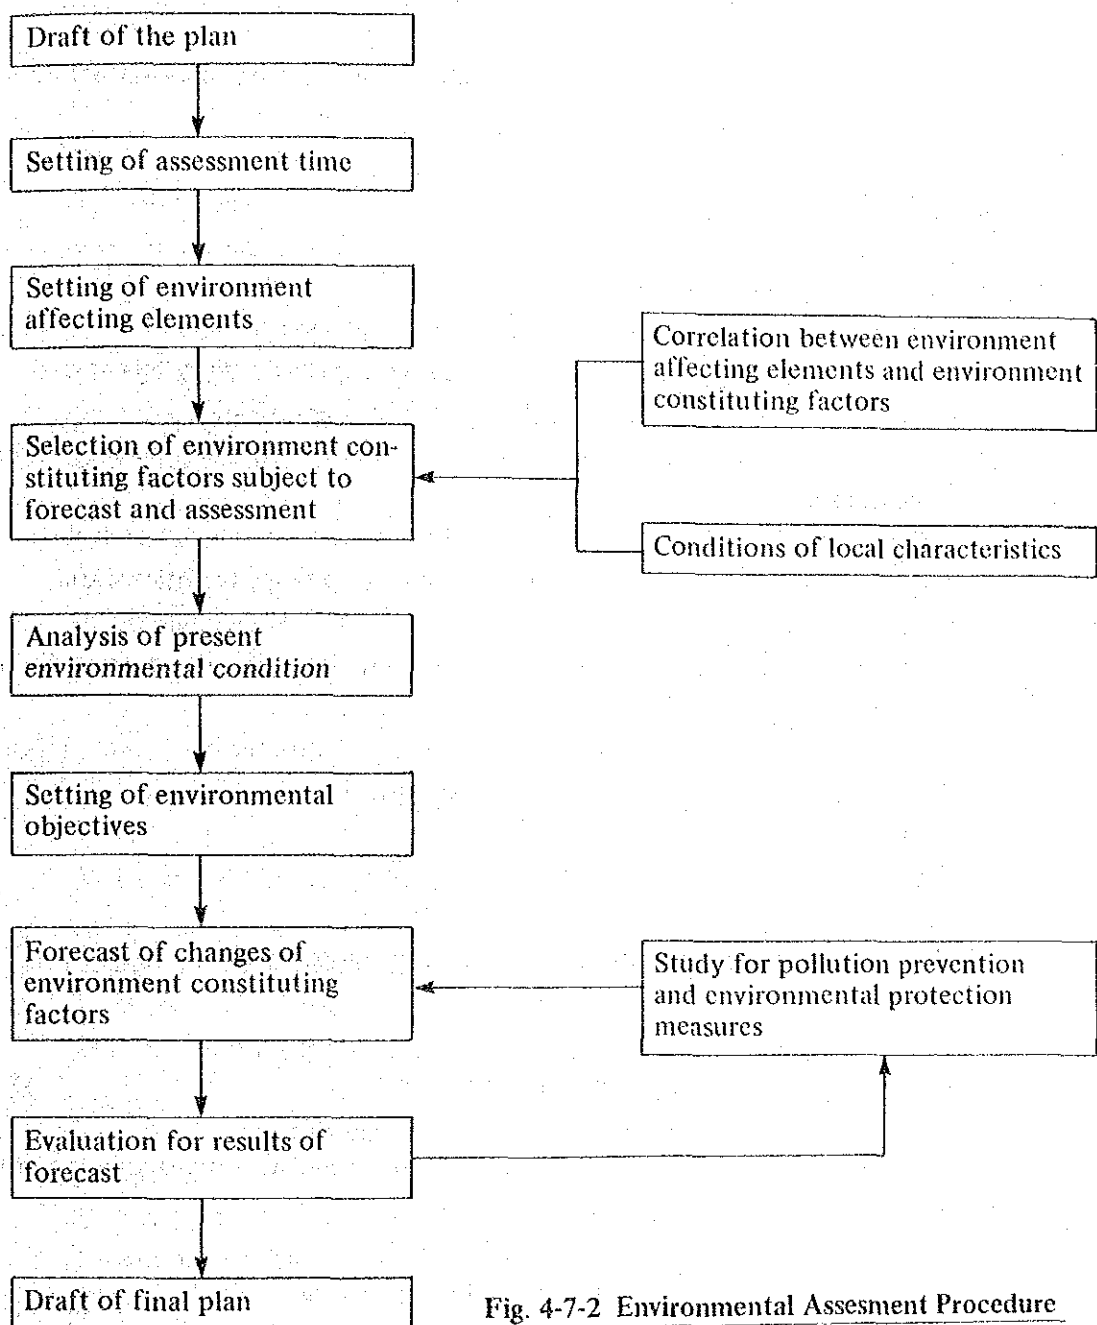 Draft of the plan
Setting of assessment time
Setting of environment
affecting elements
Correlation between environment
affecting elements and environment
constituting factors
Selection of environment con-
stituting factors subject to
forecast and assessment
Conditions of local characteristics
Analysis of present
environmental condition
Setting of environmental
objectives
Forecast of changes of
environment constituting
factors
Study for pollution prevention
and environmental protection
measures
Evaluation for results of
forecast
Draft of final plan
Fig. 4-7-2 Environmental Assesment Procedure